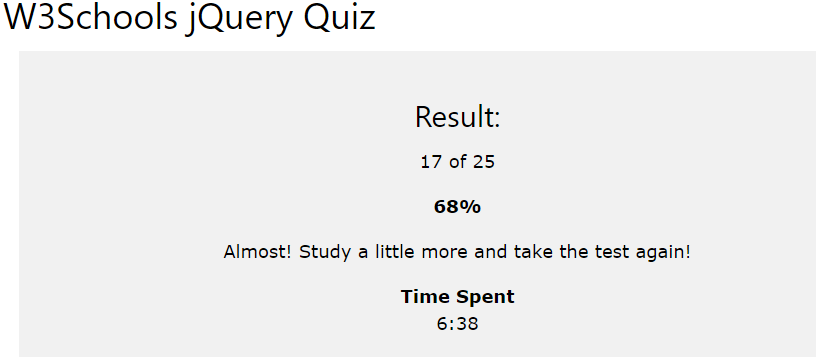 W3Schools jQuery Quiz
Result:
17 of 25
68%
Almost! Study a little more and take the test again!
Time Spent
6:38